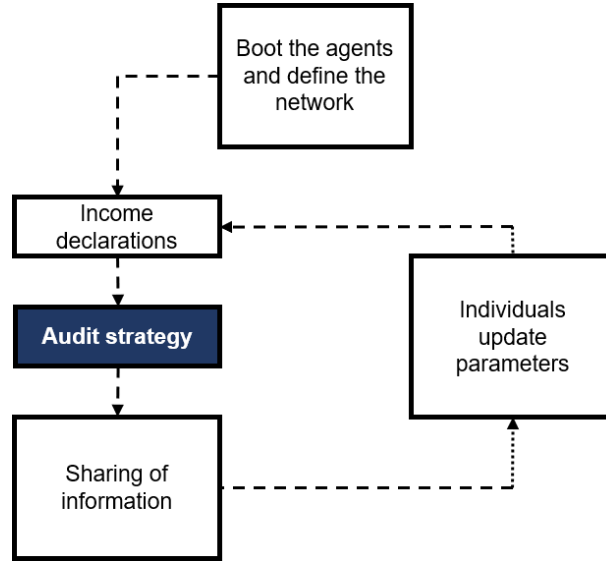 Boot the agents
and define the
network
Income
declarations
Audit strategy
Individuals
update
parameters
Sharing of
information